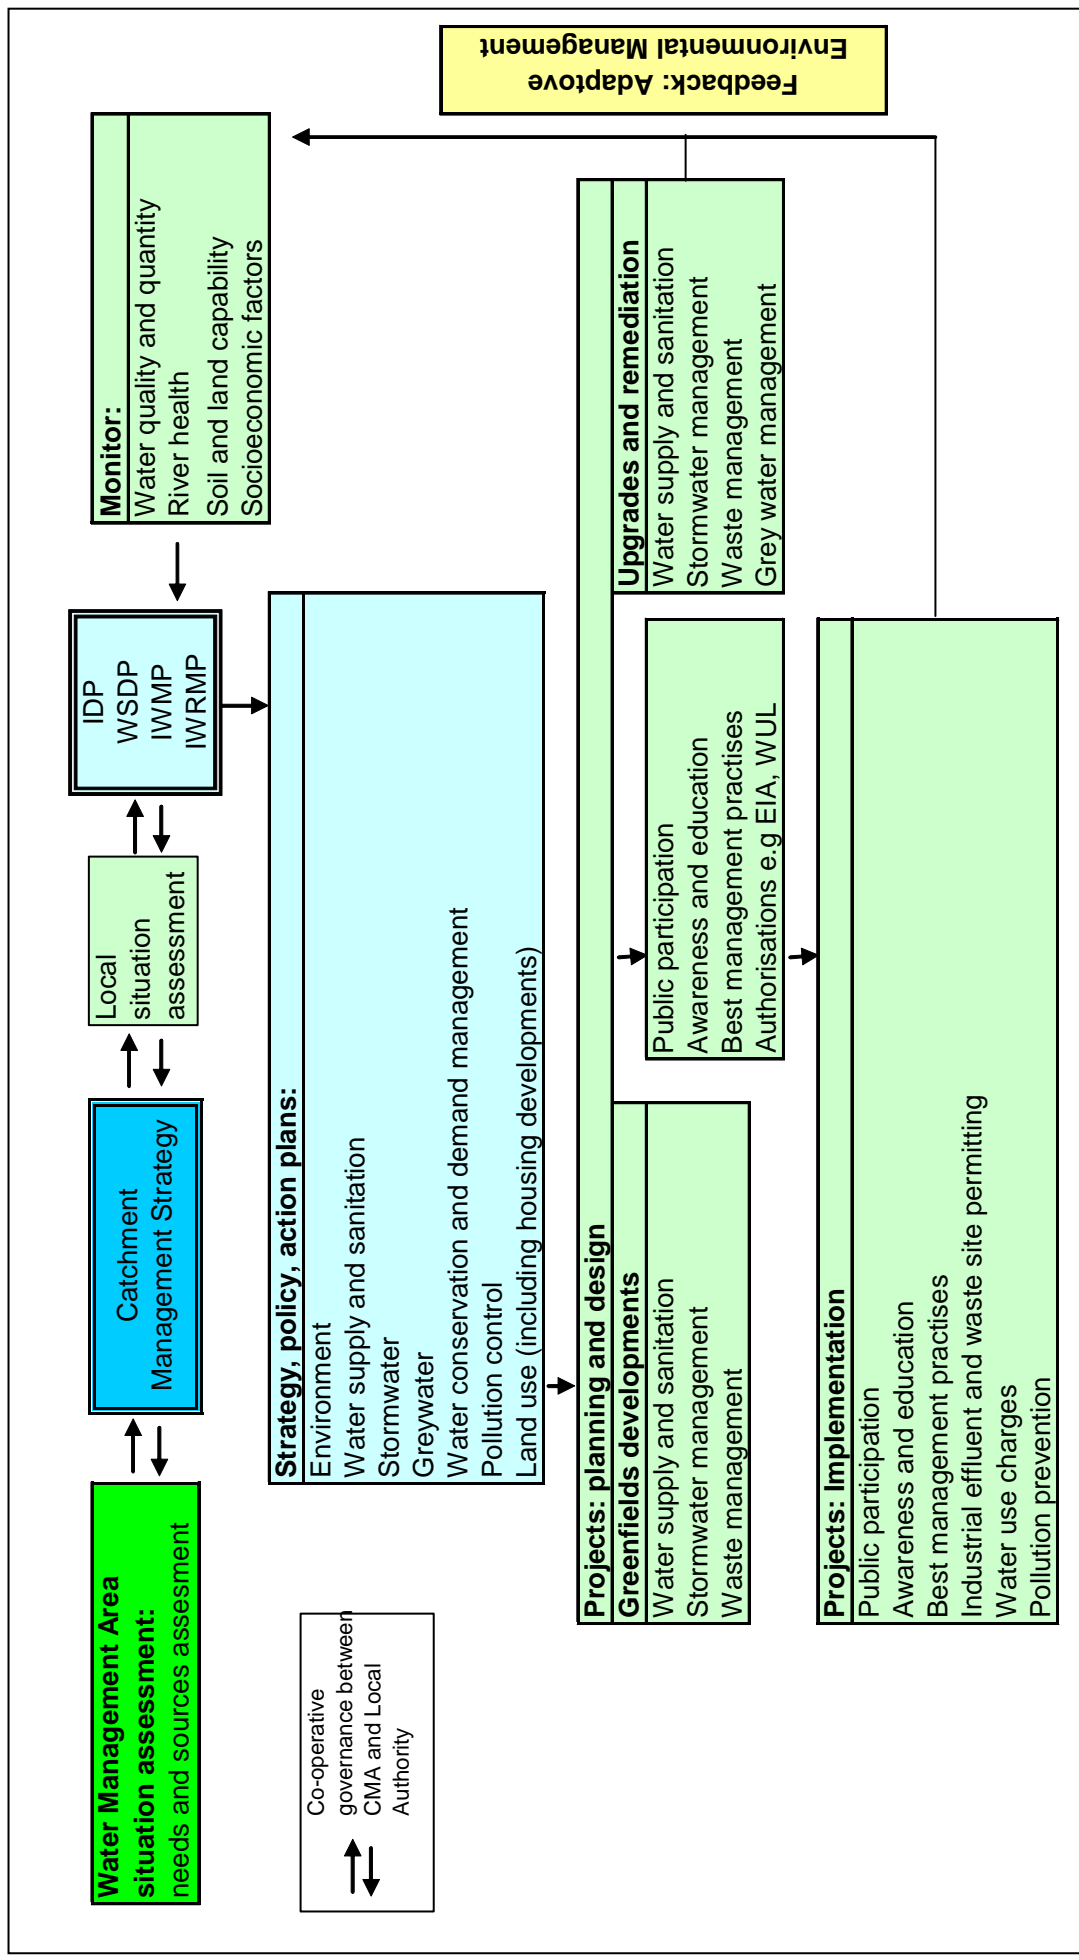 Water Management Area
situation assessment:
needs and sources assesment
Catchment
Management Strategy
Local
situation
assessment
IDP
WSDP
IWMP
IWRMP
Monitor:
Water quality and quantity
River health
Soil and land capability
Socioeconomic factors
Co-operative
governance between
CMA and Local
Authority
Strategy, policy, action plans:
Environment
Water supply and sanitation
Stormwater
Greywater
Water conservation and demand management
Pollution control
Land use (including housing developments)
Projects: planning and design
Greenfields developments
Water supply and sanitation
Stormwater management
Waste management
Public participation
Awareness and education
Best management practises
Authorisations e.g EIA, WUL
Upgrades and remediation
Water supply and sanitation
Stormwater management
Waste management
Grey water management
Projects: Implementation
Public participation
Awareness and education
Best management practises
Industrial effluent and waste site permitting
Water use charges
Pollution prevention
Feedback: Adaptove
Environmental Management